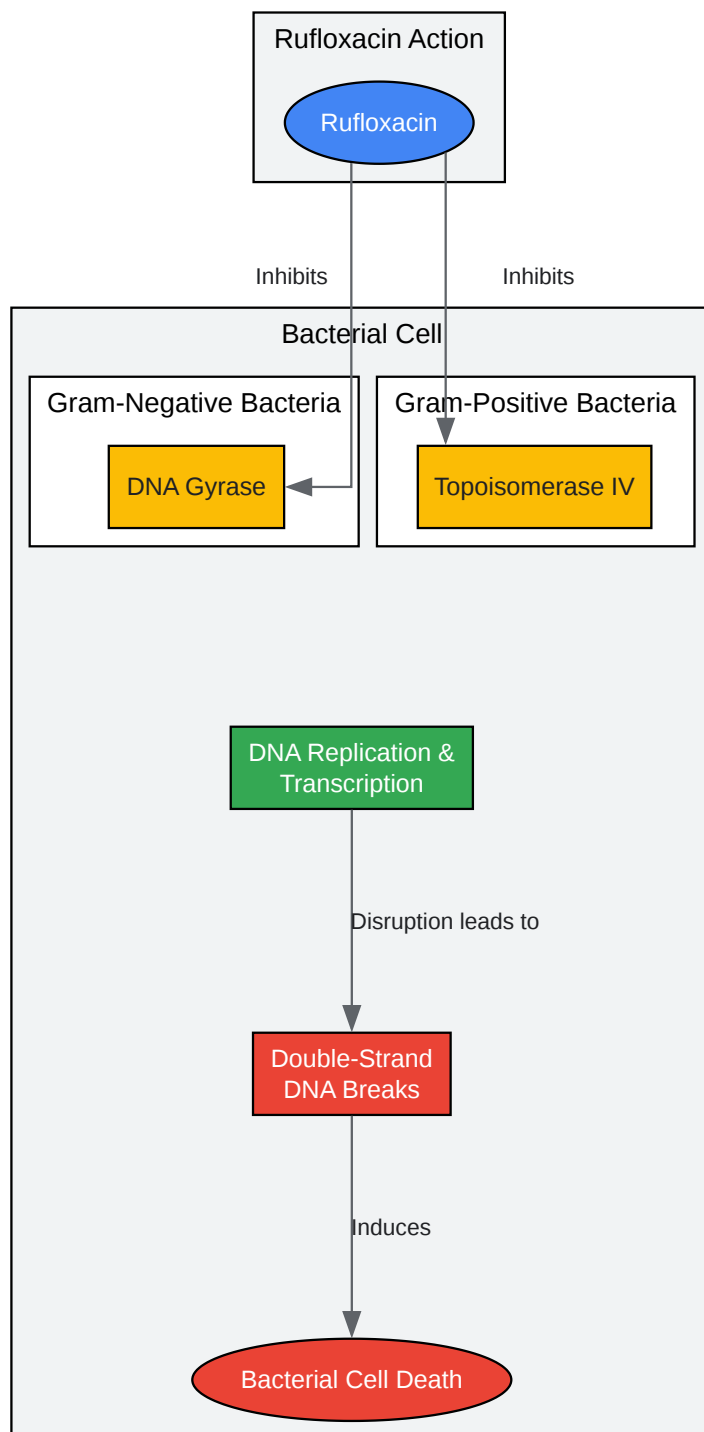 Rufloxacin Action
Rufloxacin
Inhibits
Inhibits
Bacterial Cell
Gram-Negative Bacteria
Gram-Positive Bacteria
DNA Gyrase
Topoisomerase IV
DNA Replication &
Transcription
Disruption leads to
Double-Strand
DNA Breaks
Induces
Bacterial Cell Death